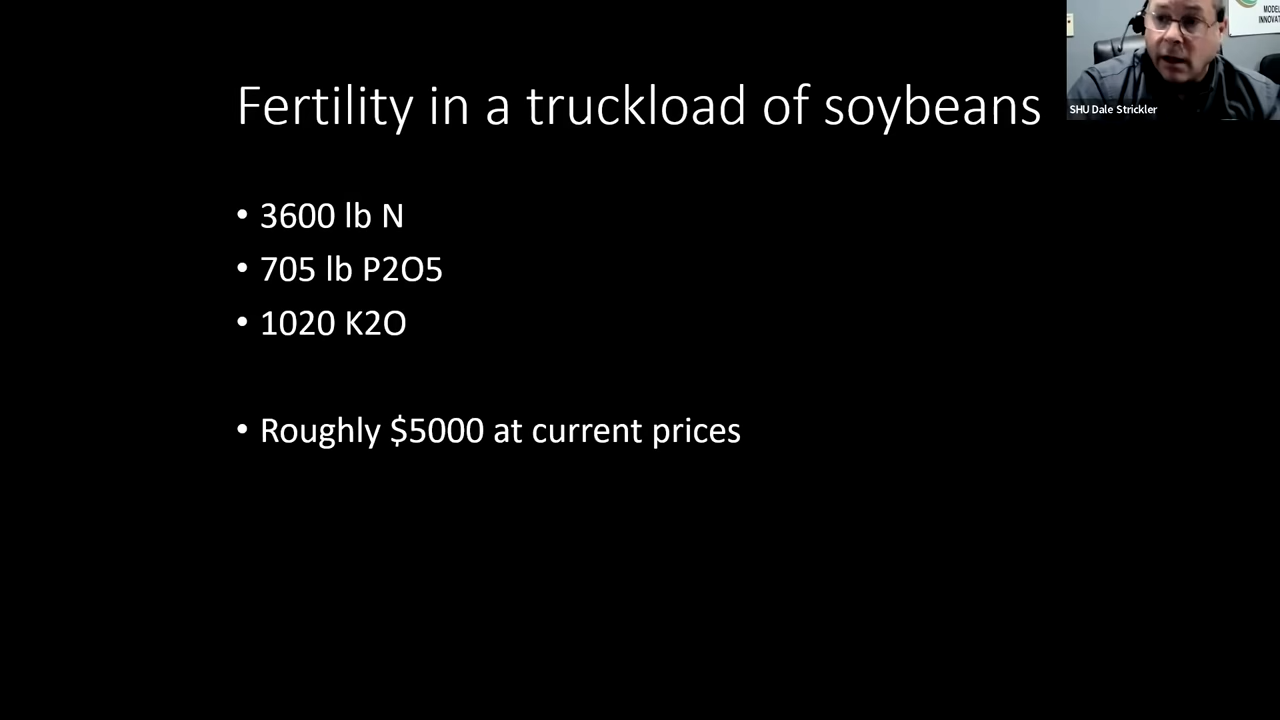 Fertility in a truckload of soybeans
• 3600 lb N
• 705 lb P2O5
• 1020 K2O
• Roughly $5000 at current prices
SHU Dale Strickler